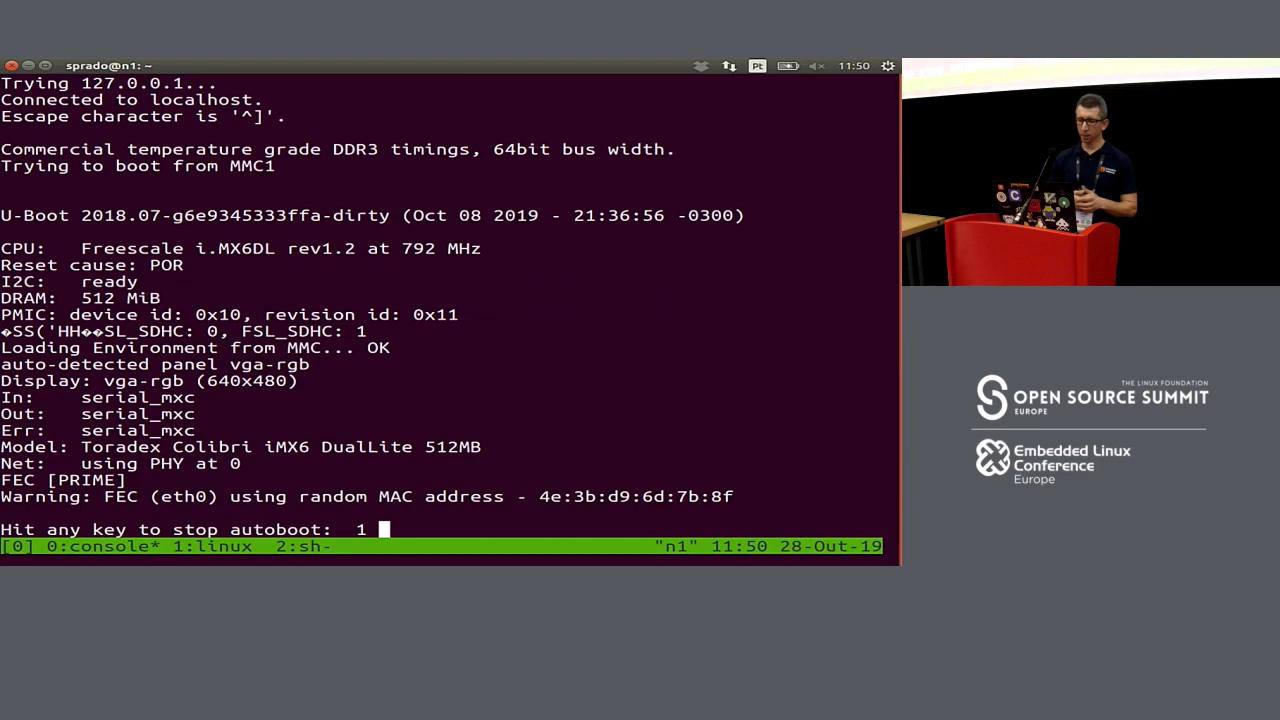 sprado@n1: ~
Pt
11:50
Trying 127.0.0.1...
Connected to localhost.
Escape character is '^]'.
Commercial temperature grade DDR3 timings, 64bit bus width.
Trying to boot from MMC1
U-Boot 2018.07-g6e9345333ffa-dirty (Oct 08 2019 - 21:36:56 -0300)
CPU:   Freescale i.MX6DL rev1.2 at 792 MHz
Reset cause: POR
I2C:   ready
DRAM:  512 MiB
PMIC: device id: 0x10, revision id: 0x11
�SS('HH��SL_SDHC: 0, FSL_SDHC: 1
Loading Environment from MMC... OK
auto-detected panel vga-rgb
Display: vga-rgb (640x480)
In:    serial_mxc
Out:   serial_mxc
Err:   serial_mxc
Model: Toradex Colibri iMX6 DualLite 512MB
Net:   using PHY at 0
FEC [PRIME]
Warning: FEC (eth0) using random MAC address - 4e:3b:d9:6d:7b:8f
Hit any key to stop autoboot:  1
[0] 0:console* 1:linux  2:sh-
"n1" 11:50 28-Oct-19
THE LINUX FOUNDATION
OPEN SOURCE SUMMIT
EUROPE
Embedded Linux
Conference
Europe